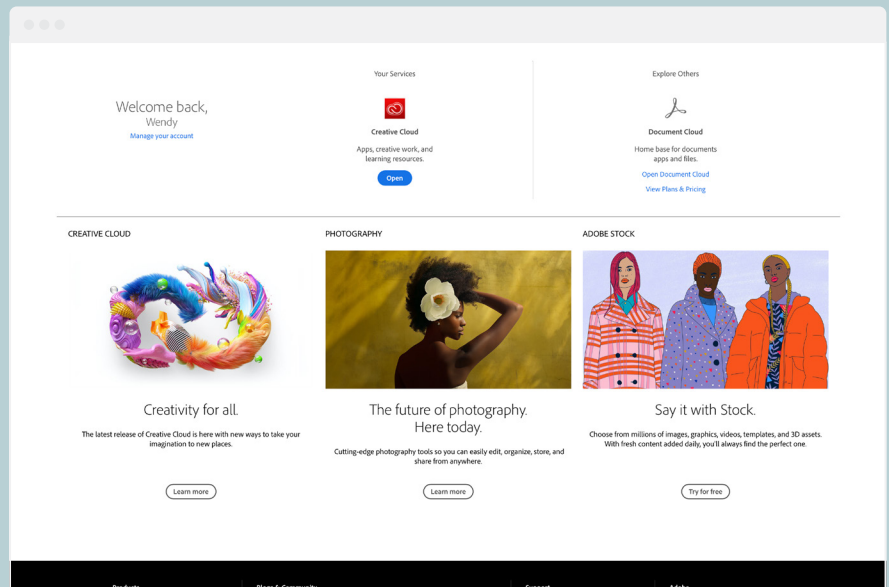 Welcome back,
Wendy
Manage your account
Your Services
Creative Cloud
Apps, creative work, and
learning resources.
Open
Explore Others
Document Cloud
Home base for documents
apps and files.
Open Document Cloud
View Plans & Pricing
CREATIVE CLOUD
Creativity for all.
The latest release of Creative Cloud is here with new ways to take your
imagination to new places.
Learn more
PHOTOGRAPHY
The future of photography.
Here today.
Cutting-edge photography tools so you can easily edit, organize, store, and
share from anywhere.
Learn more
ADOBE STOCK
Say it with Stock.
Choose from millions of images, graphics, videos, templates, and 3D assets.
With fresh content added daily, you'll always find the perfect one.
Try for free
Products
Blogs & Community
Support
Adobe